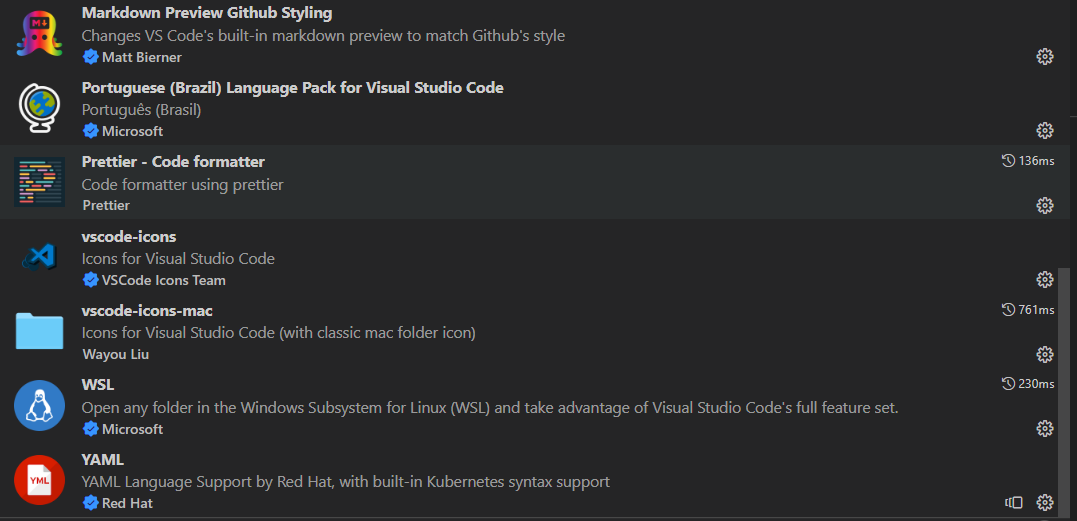 Markdown Preview Github Styling
Changes VS Code's built-in markdown preview to match Github's style
Matt Bierner
Portuguese (Brazil) Language Pack for Visual Studio Code
Português (Brasil)
Microsoft
Prettier - Code formatter
136ms
Code formatter using prettier
Prettier
vscode-icons
Icons for Visual Studio Code
VSCode Icons Team
vscode-icons-mac
761ms
Icons for Visual Studio Code (with classic mac folder icon)
Wayou Liu
WSL
230ms
Open any folder in the Windows Subsystem for Linux (WSL) and take advantage of Visual Studio Code's full feature set.
Microsoft
YAML
YML
YAML Language Support by Red Hat, with built-in Kubernetes syntax support
Red Hat